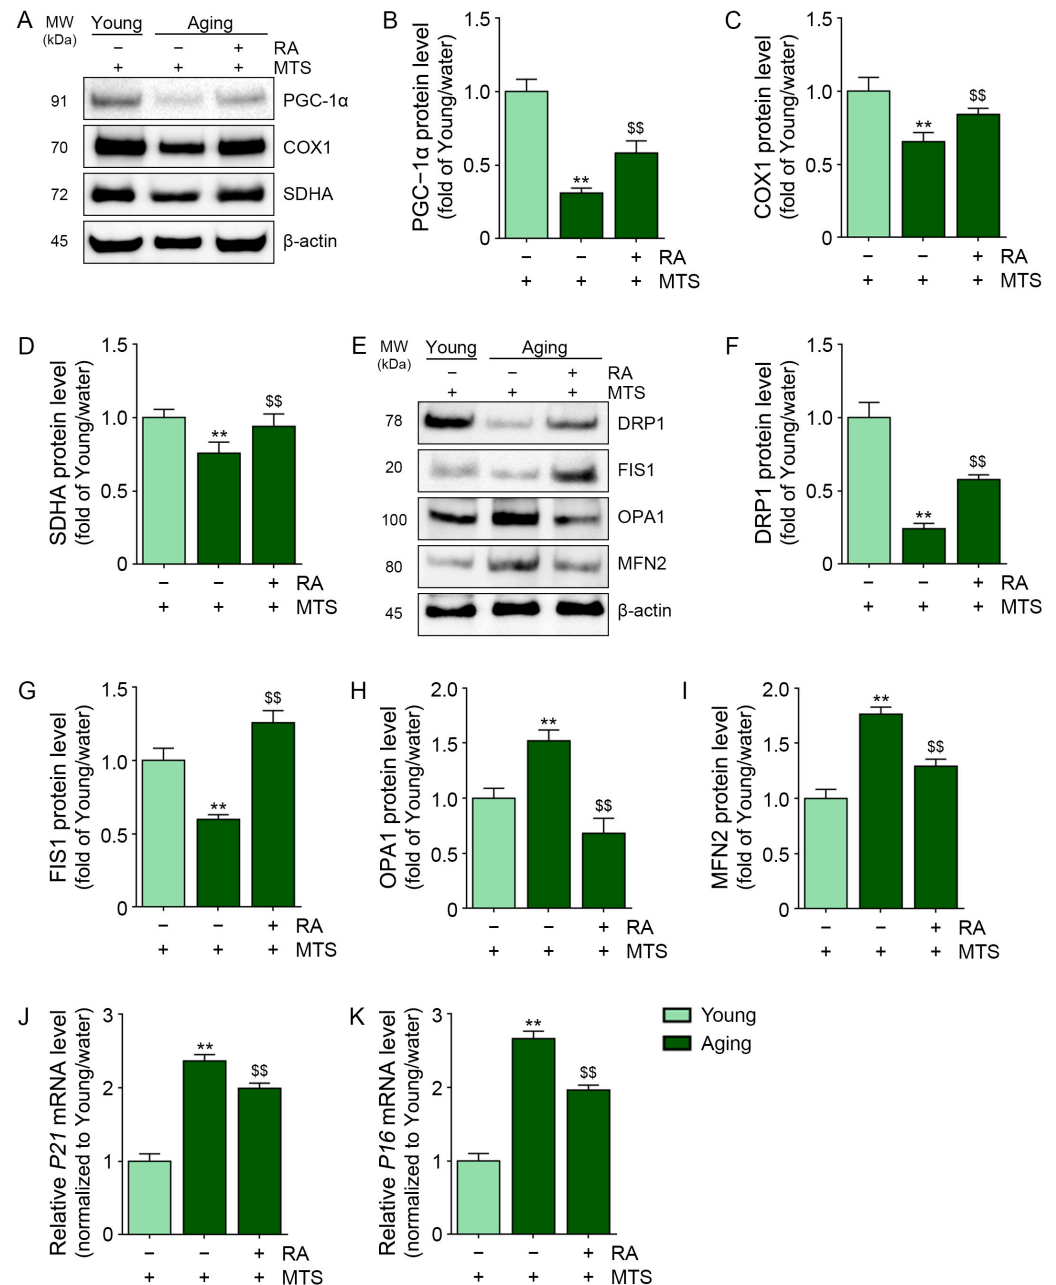 A
MW
(kDa)
Young Aging
− − + RA
+ + + MTS
91 PGC-1α
70 COX1
72 SDHA
45 β-actin
B
PGC−1α protein level
(fold of Young/water)
1.5
1.0
0.5
0
**
$$
− − + RA
+ + + MTS
C
COX1 protein level
(fold of Young/water)
1.5
1.0
0.5
0
**
$$
− − + RA
+ + + MTS
D
SDHA protein level
(fold of Young/water)
1.5
1.0
0.5
0
**
$$
− − + RA
+ + + MTS
E
MW
(kDa)
Young Aging
− − + RA
+ + + MTS
78 DRP1
20 FIS1
100 OPA1
80 MFN2
45 β-actin
F
DRP1 protein level
(fold of Young/water)
1.5
1.0
0.5
0
**
$$
− − + RA
+ + + MTS
G
FIS1 protein level
(fold of Young/water)
1.5
1.0
0.5
0
**
$$
− − + RA
+ + + MTS
H
OPA1 protein level
(fold of Young/water)
2.0
1.5
1.0
0.5
0
**
$$
− − + RA
+ + + MTS
I
MFN2 protein level
(fold of Young/water)
2.0
1.5
1.0
0.5
0
**
$$
− − + RA
+ + + MTS
J
Relative P21 mRNA level
(normalized to Young/water)
3
2
1
0
**
$$
− − + RA
+ + + MTS
K
Relative P16 mRNA level
(normalized to Young/water)
3
2
1
0
**
$$
− − + RA
+ + + MTS
Young
Aging